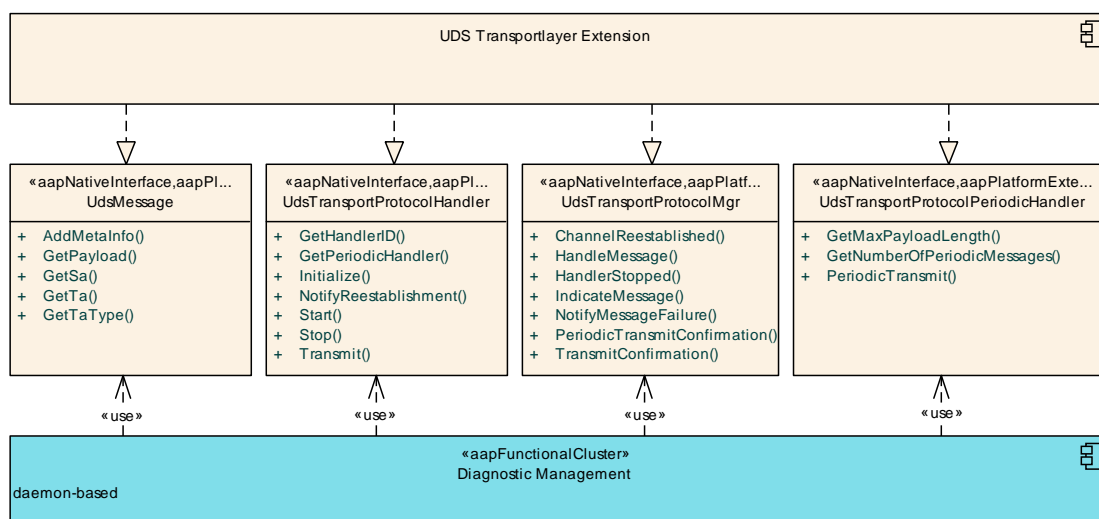 UDS Transportlayer Extension
«aapNativeInterface,aapPl...
UdsMessage
+ AddMetaInfo()
+ GetPayload()
+ GetSa()
+ GetTa()
+ GetTaType()
«aapNativeInterface,aapPl...
UdsTransportProtocolHandler
+ GetHandlerID()
+ GetPeriodicHandler()
+ Initialize()
+ NotifyReestablishment()
+ Start()
+ Stop()
+ Transmit()
«aapNativeInterface,aapPlatf...
UdsTransportProtocolMgr
+ ChannelReestablished()
+ HandleMessage()
+ HandlerStopped()
+ IndicateMessage()
+ NotifyMessageFailure()
+ PeriodicTransmitConfirmation()
+ TransmitConfirmation()
«aapNativeInterface,aapPlatformExte...
UdsTransportProtocolPeriodicHandler
+ GetMaxPayloadLength()
+ GetNumberOfPeriodicMessages()
+ PeriodicTransmit()
«use»
«use»
«use»
«use»
«aapFunctionalCluster»
Diagnostic Management
daemon-based